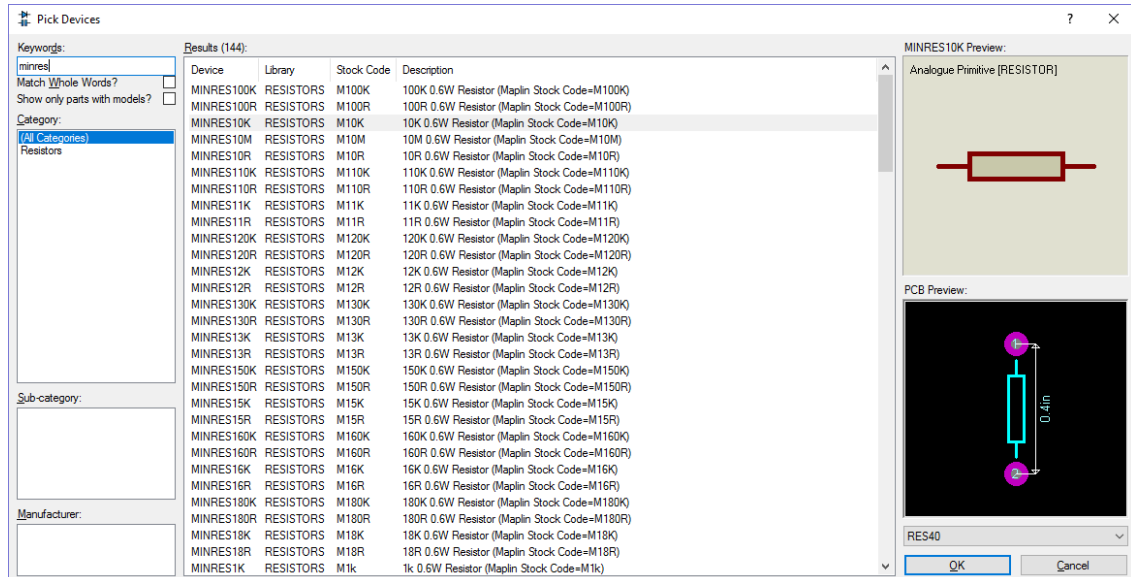 Pick Devices
?
Keywords:
minres
Match Whole Words?
Show only parts with models?
Category:
(All Categories)
Resistors
Sub-category:
Manufacturer:
Results (144):
Device Library Stock Code Description
MINRES100K RESISTORS M100K 100K 0.6W Resistor (Maplin Stock Code=M100K)
MINRES100R RESISTORS M100R 100R 0.6W Resistor (Maplin Stock Code=M100R)
MINRES10K RESISTORS M10K 10K 0.6W Resistor (Maplin Stock Code=M10K)
MINRES10M RESISTORS M10M 10M 0.6W Resistor (Maplin Stock Code=M10M)
MINRES10R RESISTORS M10R 10R 0.6W Resistor (Maplin Stock Code=M10R)
MINRES110K RESISTORS M110K 110K 0.6W Resistor (Maplin Stock Code=M110K)
MINRES110R RESISTORS M110R 110R 0.6W Resistor (Maplin Stock Code=M110R)
MINRES11K RESISTORS M11K 11K 0.6W Resistor (Maplin Stock Code=M11K)
MINRES11R RESISTORS M11R 11R 0.6W Resistor (Maplin Stock Code=M11R)
MINRES120K RESISTORS M120K 120K 0.6W Resistor (Maplin Stock Code=M120K)
MINRES120R RESISTORS M120R 120R 0.6W Resistor (Maplin Stock Code=M120R)
MINRES12K RESISTORS M12K 12K 0.6W Resistor (Maplin Stock Code=M12K)
MINRES12R RESISTORS M12R 12R 0.6W Resistor (Maplin Stock Code=M12R)
MINRES130K RESISTORS M130K 130K 0.6W Resistor (Maplin Stock Code=M130K)
MINRES130R RESISTORS M130R 130R 0.6W Resistor (Maplin Stock Code=M130R)
MINRES13K RESISTORS M13K 13K 0.6W Resistor (Maplin Stock Code=M13K)
MINRES13R RESISTORS M13R 13R 0.6W Resistor (Maplin Stock Code=M13R)
MINRES150K RESISTORS M150K 150K 0.6W Resistor (Maplin Stock Code=M150K)
MINRES150R RESISTORS M150R 150R 0.6W Resistor (Maplin Stock Code=M150R)
MINRES15K RESISTORS M15K 15K 0.6W Resistor (Maplin Stock Code=M15K)
MINRES15R RESISTORS M15R 15R 0.6W Resistor (Maplin Stock Code=M15R)
MINRES160K RESISTORS M160K 160K 0.6W Resistor (Maplin Stock Code=M160K)
MINRES160R RESISTORS M160R 160R 0.6W Resistor (Maplin Stock Code=M160R)
MINRES16K RESISTORS M16K 16K 0.6W Resistor (Maplin Stock Code=M16K)
MINRES16R RESISTORS M16R 16R 0.6W Resistor (Maplin Stock Code=M16R)
MINRES180K RESISTORS M180K 180K 0.6W Resistor (Maplin Stock Code=M180K)
MINRES180R RESISTORS M180R 180R 0.6W Resistor (Maplin Stock Code=M180R)
MINRES18K RESISTORS M18K 18K 0.6W Resistor (Maplin Stock Code=M18K)
MINRES18R RESISTORS M18R 18R 0.6W Resistor (Maplin Stock Code=M18R)
MINRES1K RESISTORS M1k 1k 0.6W Resistor (Maplin Stock Code=M1k)
MINRES10K Preview:
Analogue Primitive [RESISTOR]
PCB Preview:
1
0.4in
2
RES40
OK Cancel